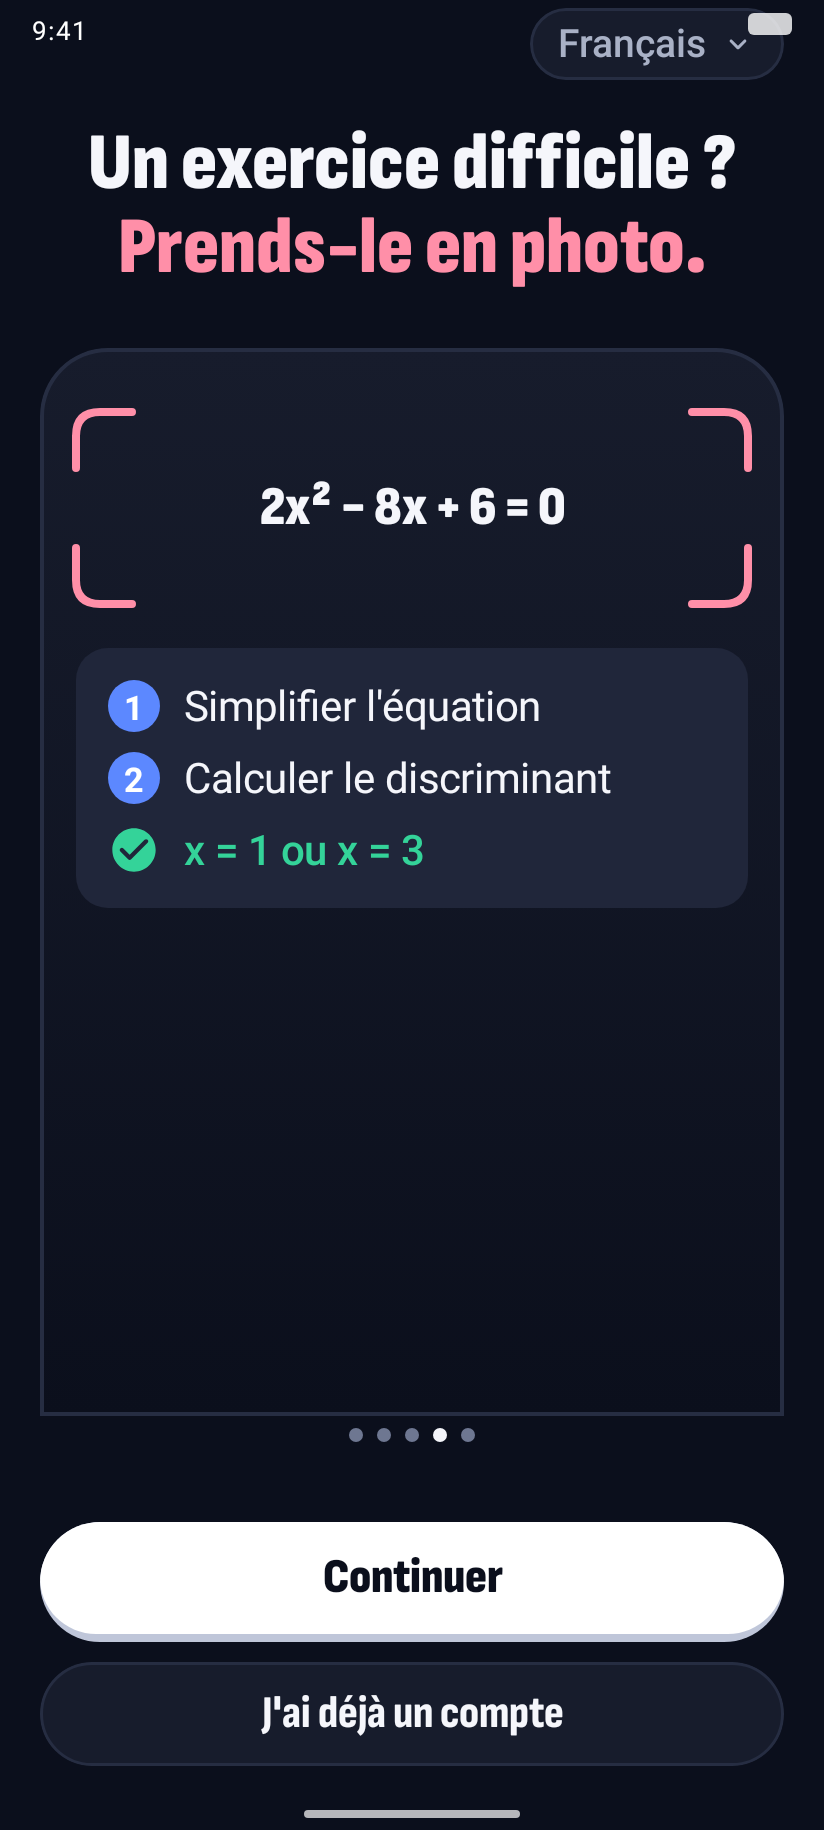 9:41
Français
Un exercice difficile ?
Prends-le en photo.
2x² - 8x + 6 = 0
1 Simplifier l'équation
2 Calculer le discriminant
x = 1 ou x = 3
Continuer
J'ai déjà un compte